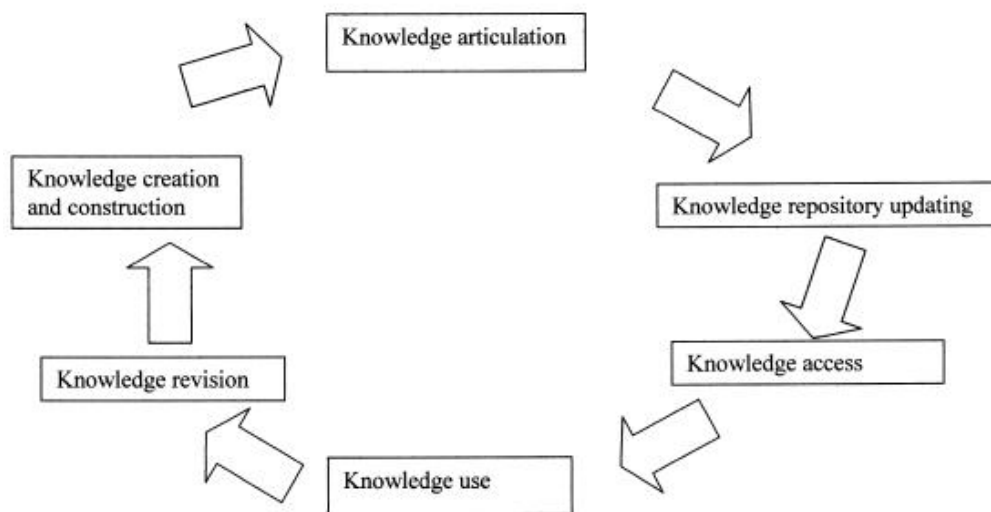 Knowledge articulation
Knowledge creation
and construction
Knowledge repository updating
Knowledge revision
Knowledge access
Knowledge use